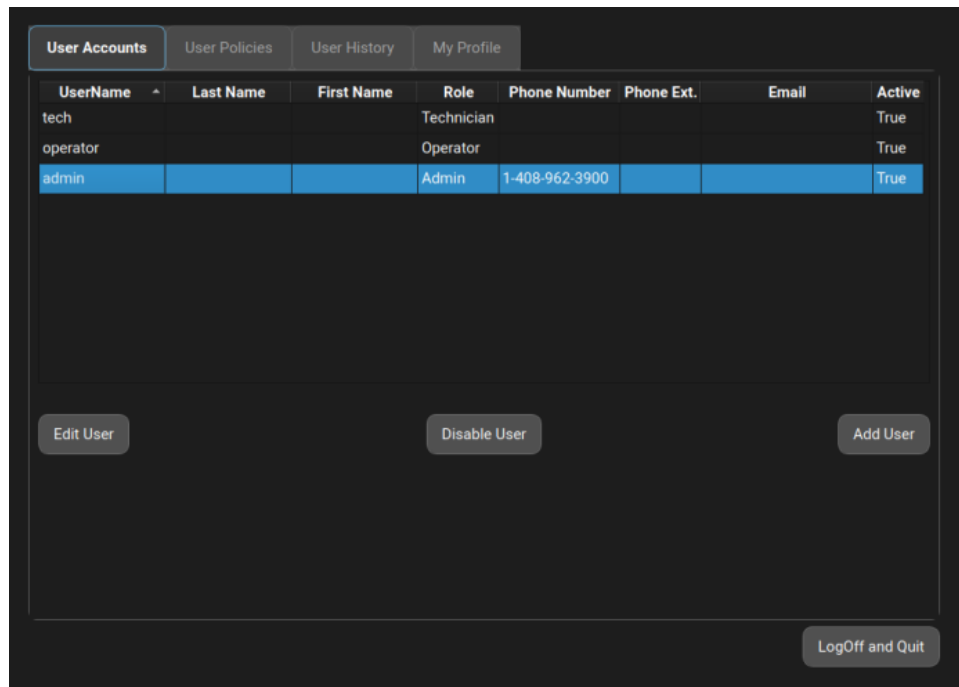 User Accounts User Policies User History My Profile
UserName Last Name First Name Role Phone Number Phone Ext. Email Active
tech Technician True
operator Operator True
admin Admin 1-408-962-3900 True
Edit User Disable User Add User
LogOff and Quit